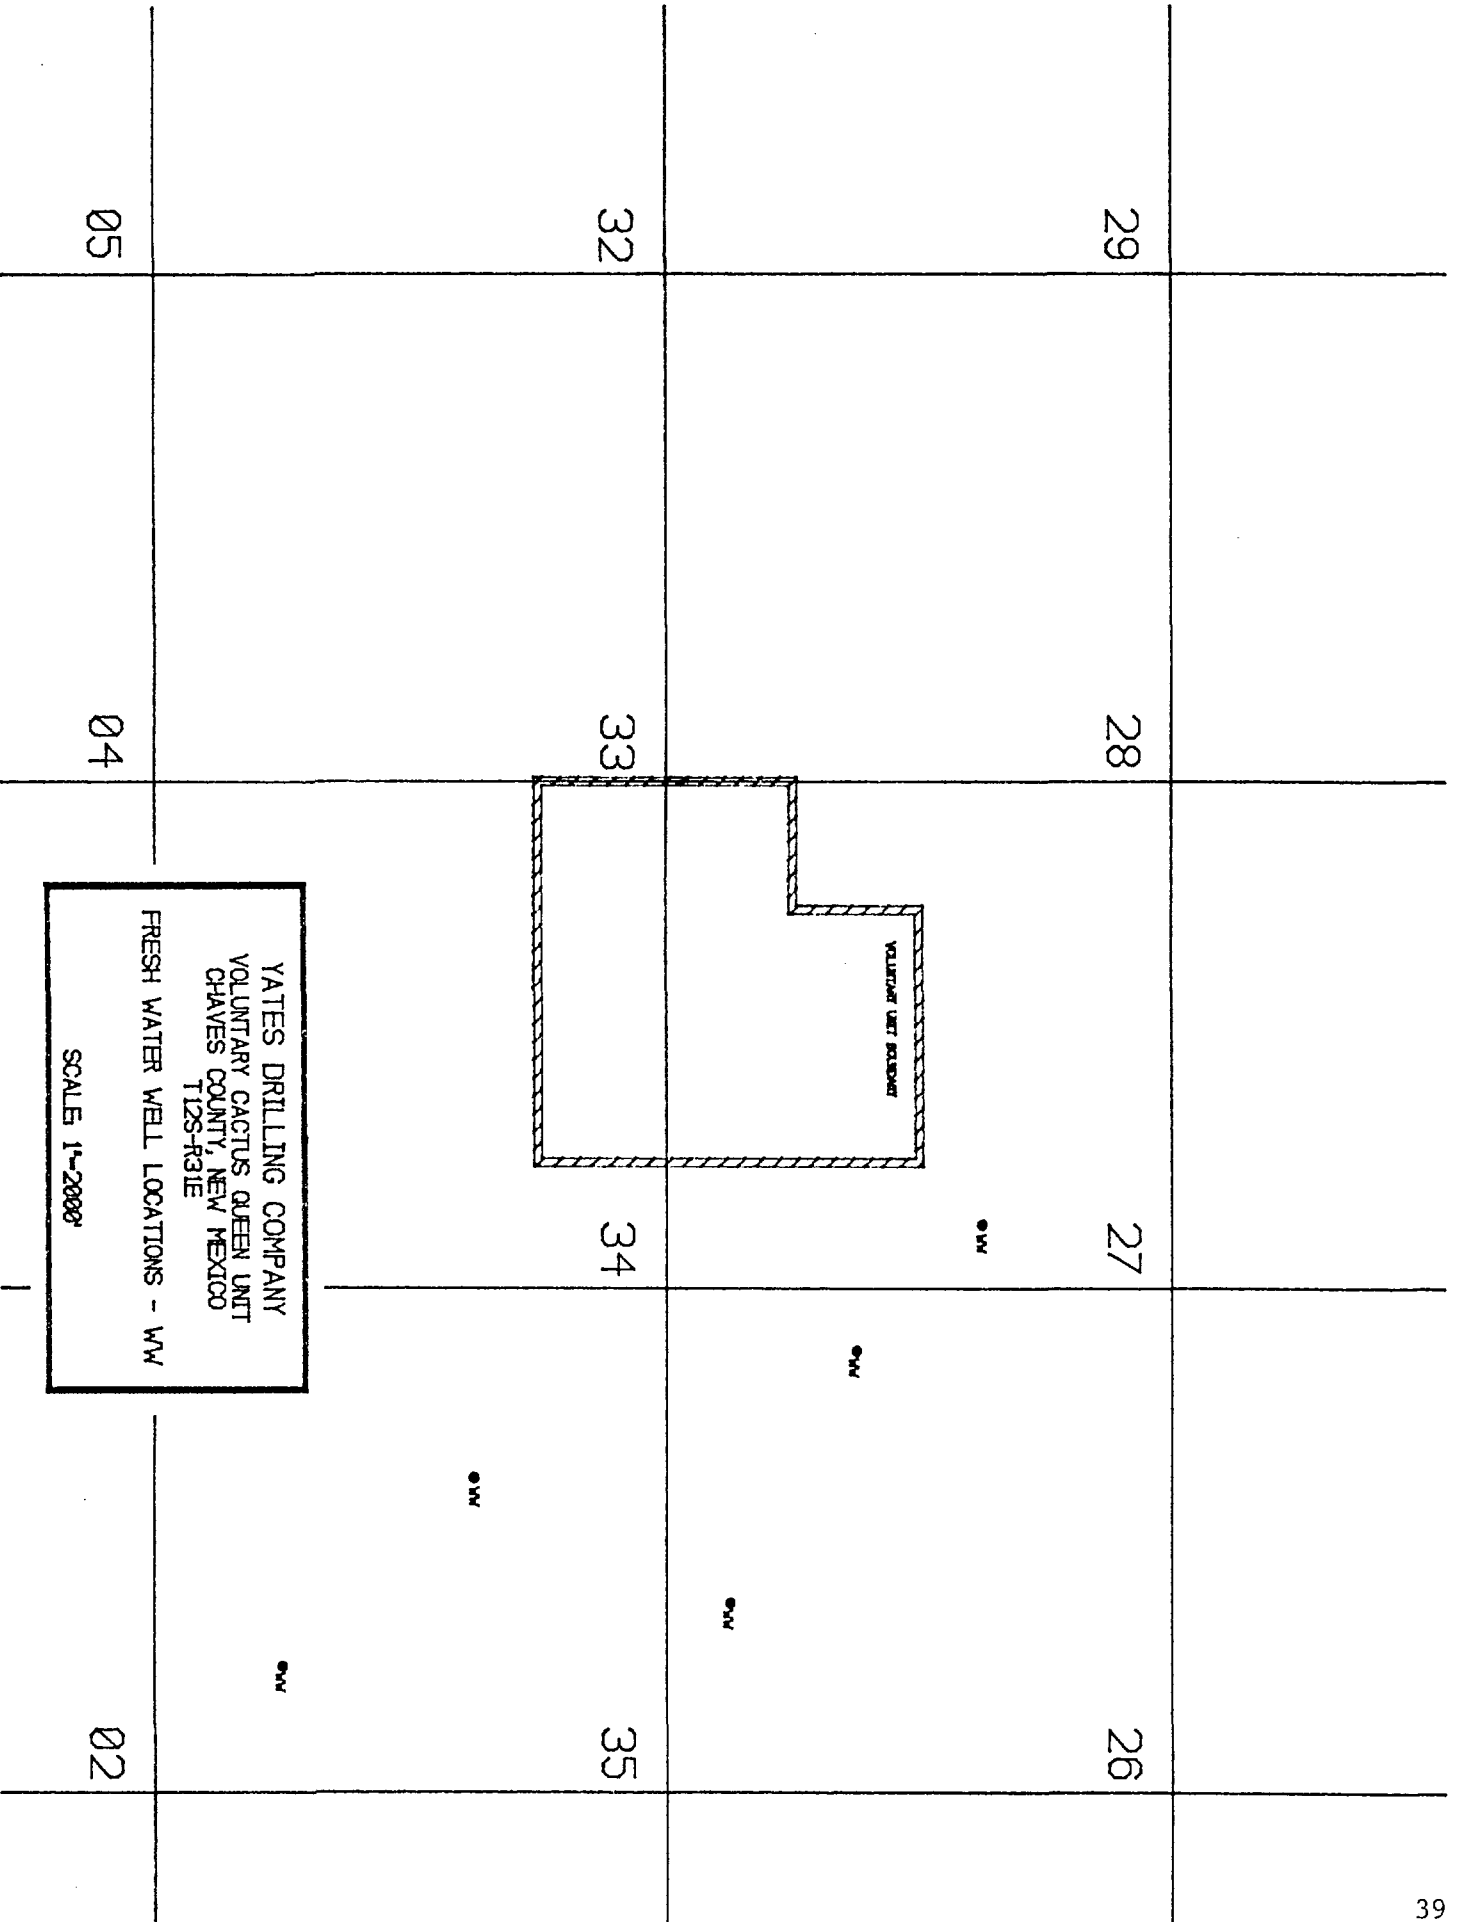 29
28
27
26
VOLUNTARY UNIT BOUNDARY
WW
WW
32
33
34
35
WW
WW
WW
05
04
02
YATES DRILLING COMPANY
VOLUNTARY CACTUS QUEEN UNIT
CHAVES COUNTY, NEW MEXICO
T12S-R31E
FRESH WATER WELL LOCATIONS - WW
SCALE: 1"=2000'
39